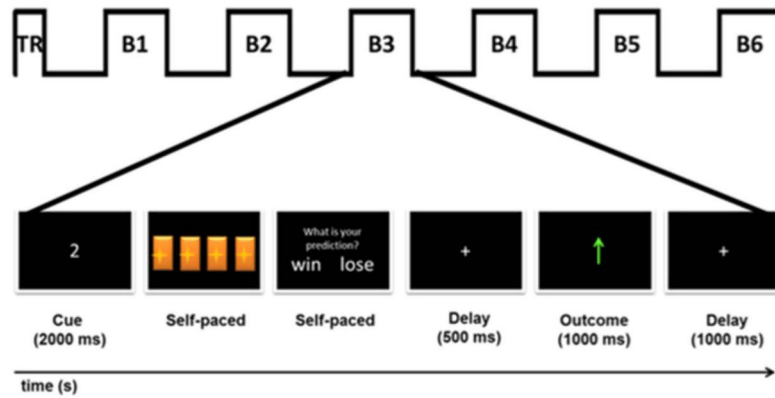 TR B1 B2 B3 B4 B5 B6
2
What is your
prediction?
win lose
+
+
Cue
(2000 ms)
Self-paced
Self-paced
Delay
(500 ms)
Outcome
(1000 ms)
Delay
(1000 ms)
time (s)